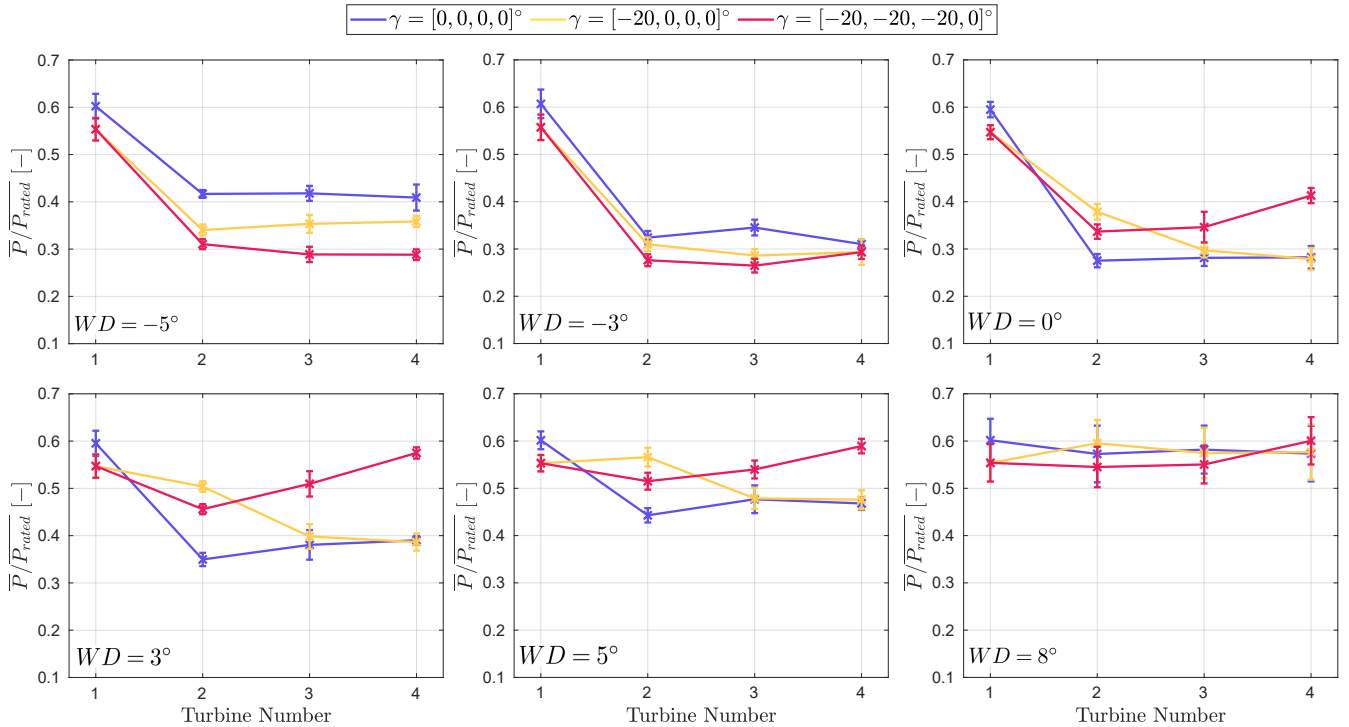 γ = [0, 0, 0, 0]° γ = [−20, 0, 0, 0]° γ = [−20, −20, −20, 0]°
0.7 0.6 0.5 0.4 0.3 0.2 0.1
P/P_rated [−]
WD = −5°
1 2 3 4
0.7 0.6 0.5 0.4 0.3 0.2 0.1
P/P_rated [−]
WD = −3°
1 2 3 4
0.7 0.6 0.5 0.4 0.3 0.2 0.1
P/P_rated [−]
WD = 0°
1 2 3 4
0.7 0.6 0.5 0.4 0.3 0.2 0.1
P/P_rated [−]
WD = 3°
1 2 3 4
Turbine Number
0.7 0.6 0.5 0.4 0.3 0.2 0.1
P/P_rated [−]
WD = 5°
1 2 3 4
Turbine Number
0.7 0.6 0.5 0.4 0.3 0.2 0.1
P/P_rated [−]
WD = 8°
1 2 3 4
Turbine Number